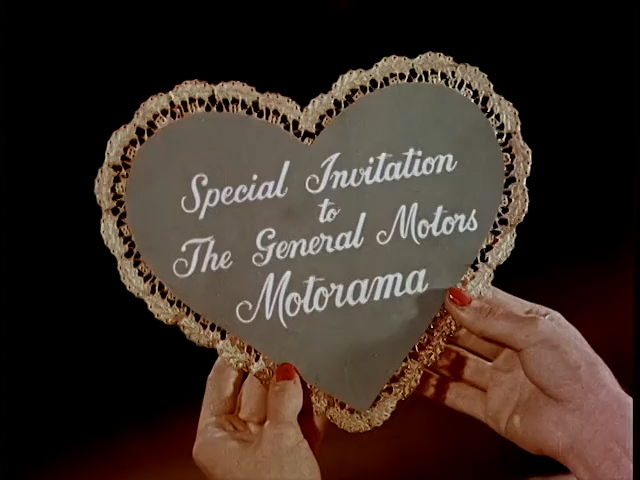 Special Invitation
to
The General Motors
Motorama